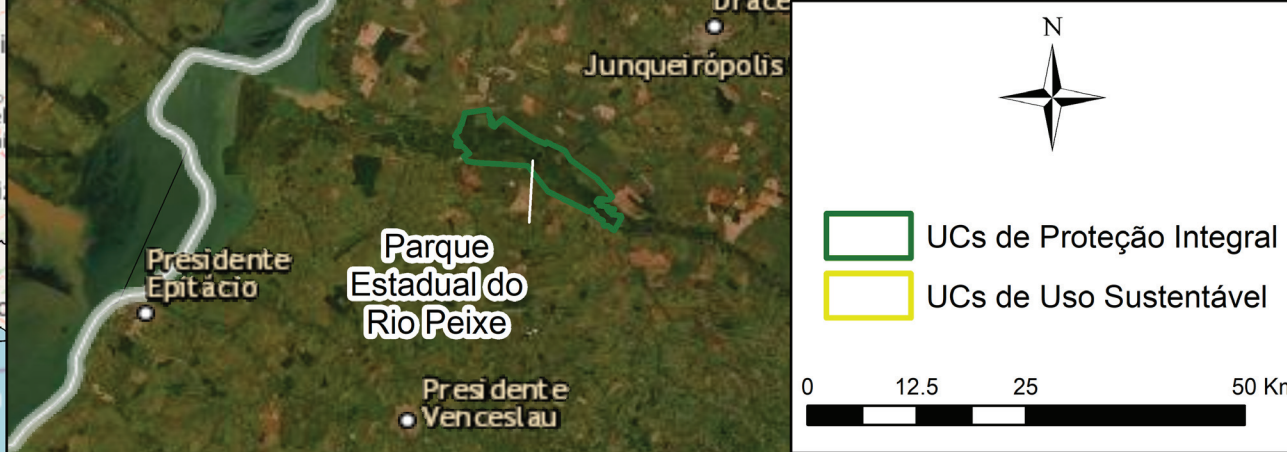 Junqueirópolis
Parque
Estadual do
Rio Peixe
Presidente
Epitácio
Presidente
Venceslau
N
UCs de Proteção Integral
UCs de Uso Sustentável
0 12.5 25 50 Km